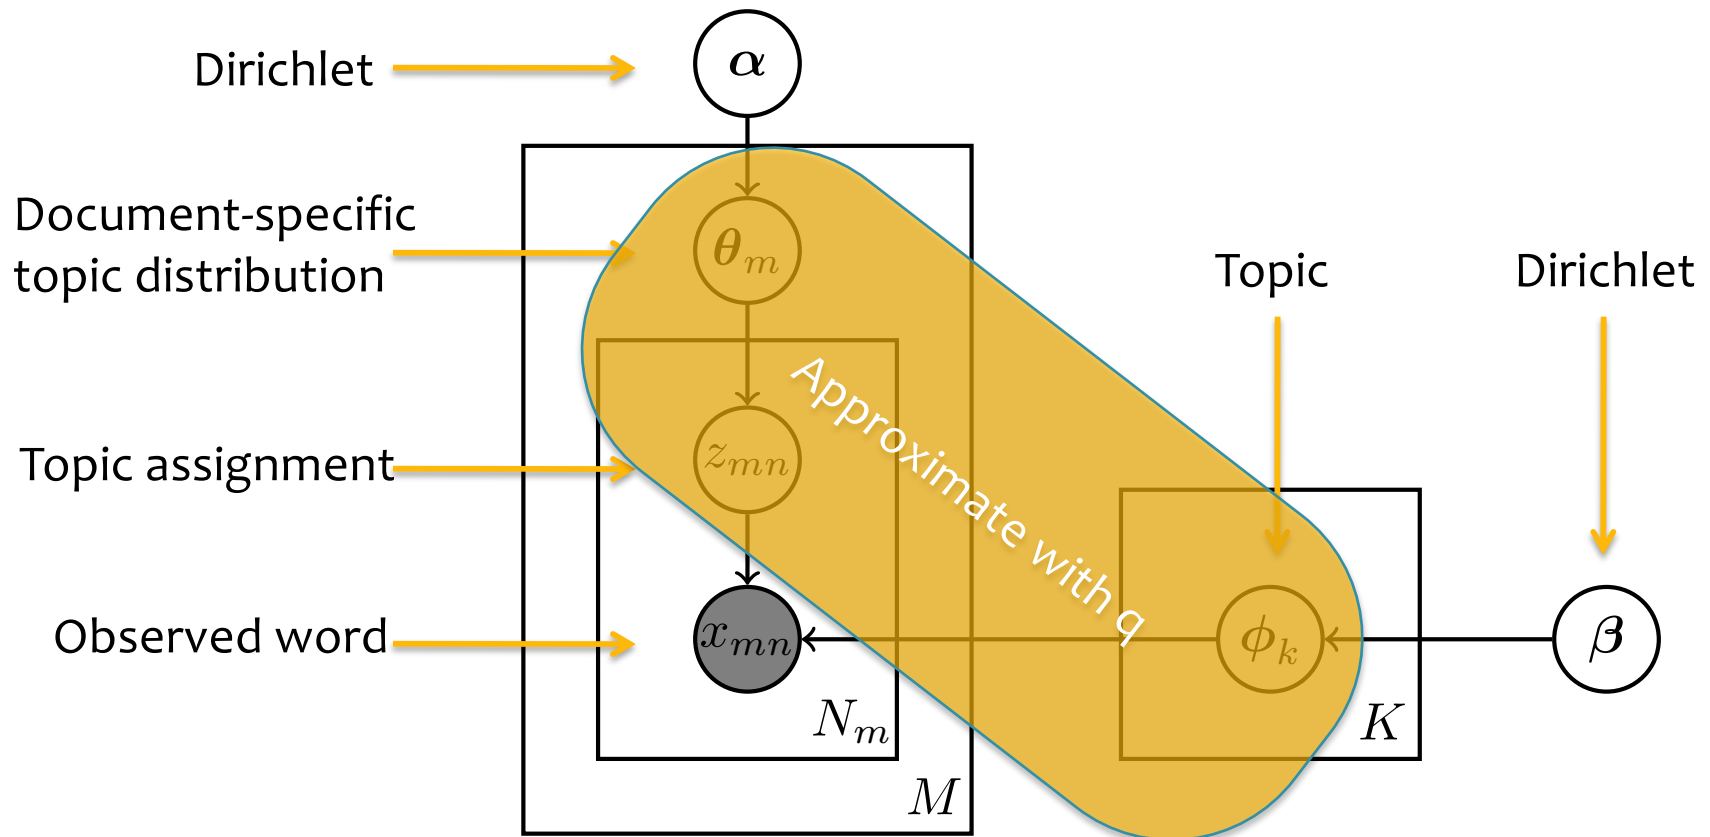 Dirichlet
α
Document-specific
topic distribution
θm
Topic
Dirichlet
Topic assignment
zmn
Approximate with q
Observed word
xmn
ϕk
β
Nm
K
M